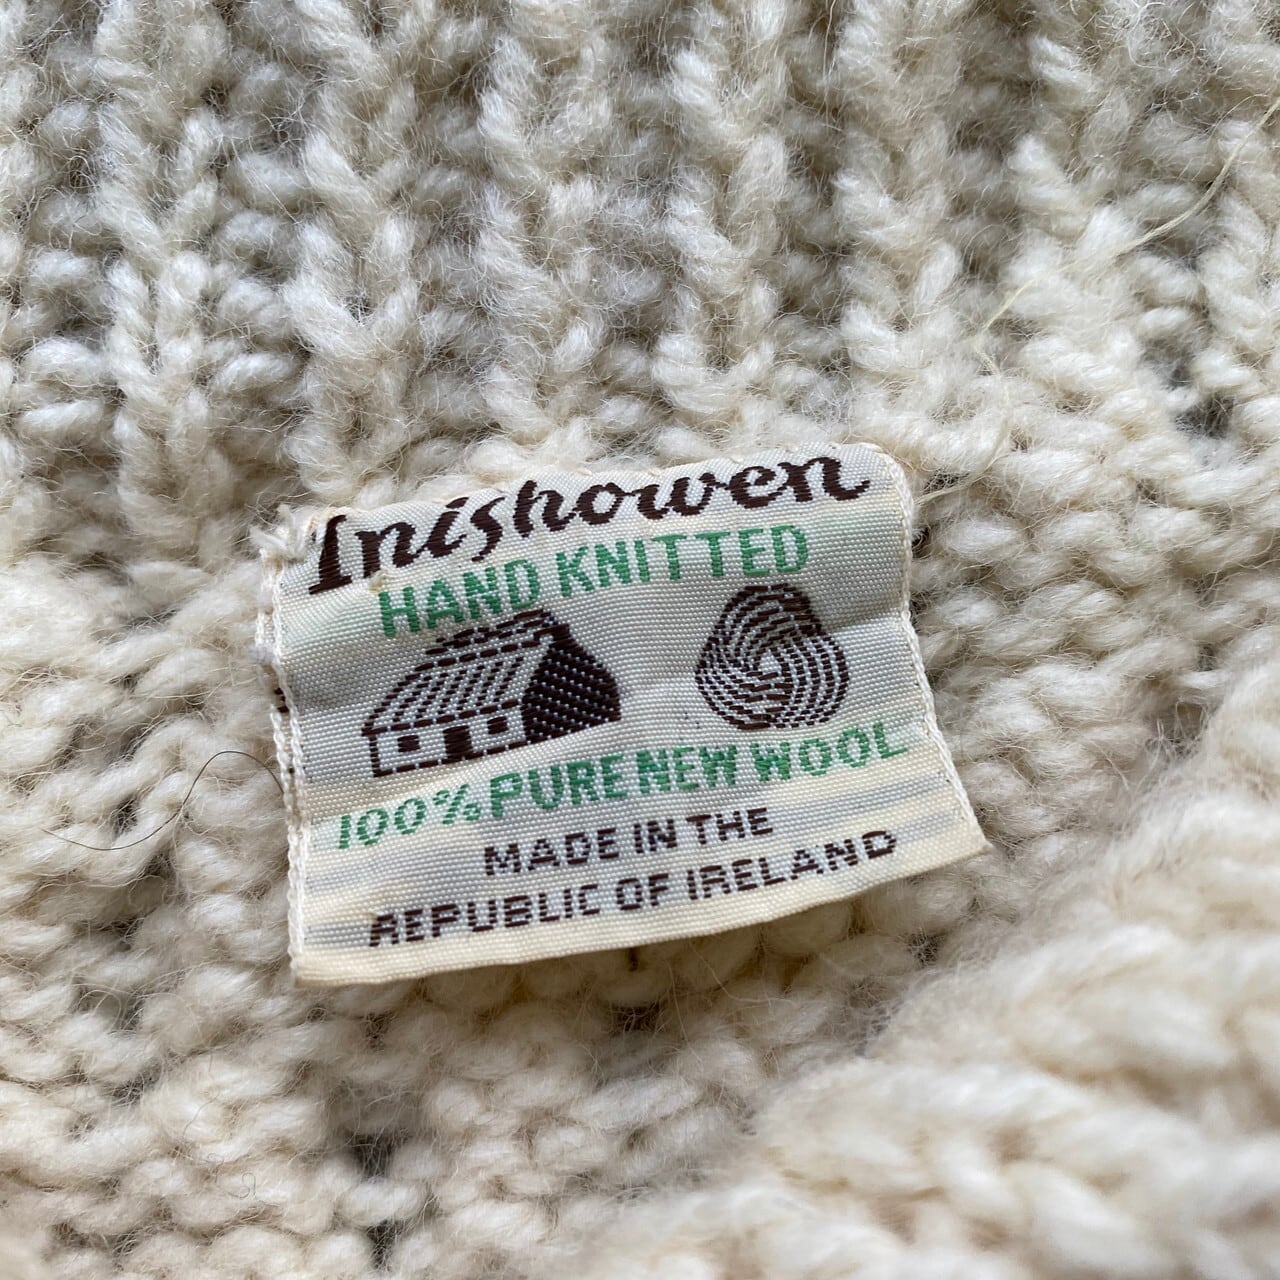 Inishowen
HAND KNITTED
100% PURE NEW WOOL
MADE IN THE
REPUBLIC OF IRELAND